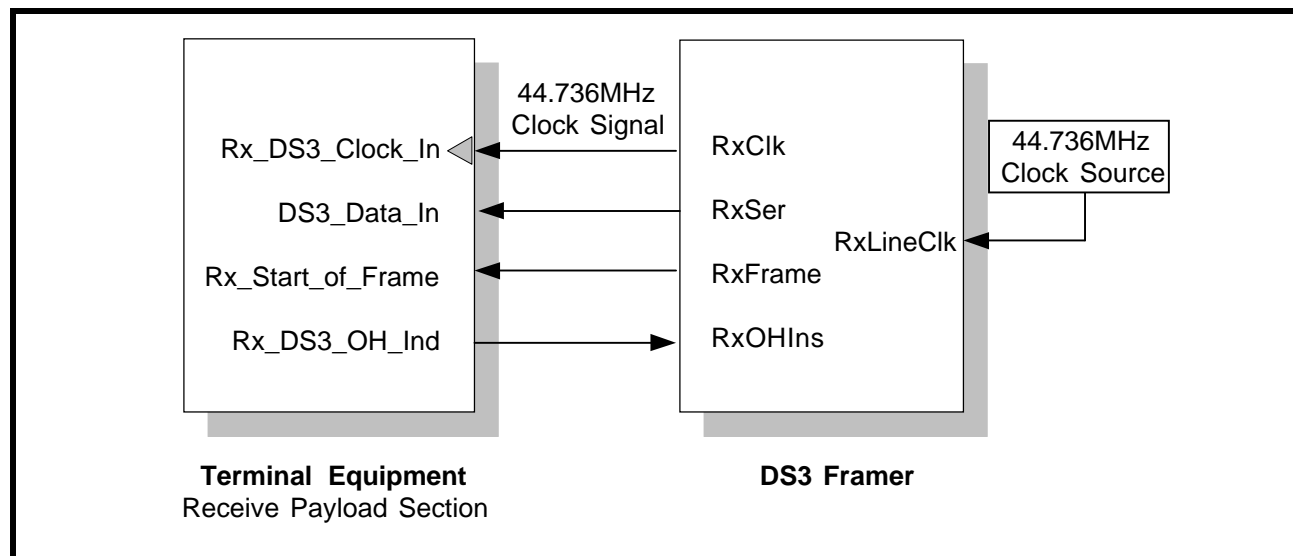 44.736MHz
Clock Signal
Rx_DS3_Clock_In
DS3_Data_In
Rx_Start_of_Frame
Rx_DS3_OH_Ind
RxClk
RxSer
RxLineClk
RxFrame
RxOHIns
44.736MHz
Clock Source
Terminal Equipment
Receive Payload Section
DS3 Framer